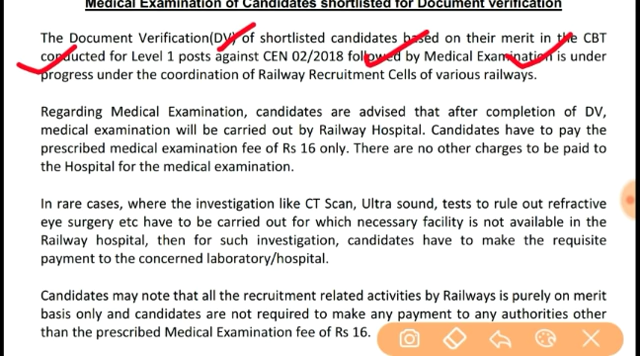 Medical Examination of Candidates shortlisted for Document Verification
The Document Verification(DV) of shortlisted candidates based on their merit in the CBT
conducted for Level 1 posts against CEN 02/2018 followed by Medical Examination is under
progress under the coordination of Railway Recruitment Cells of various railways.
Regarding Medical Examination, candidates are advised that after completion of DV,
medical examination will be carried out by Railway Hospital. Candidates have to pay the
prescribed medical examination fee of Rs 16 only. There are no other charges to be paid to
the Hospital for the medical examination.
In rare cases, where the investigation like CT Scan, Ultra sound, tests to rule out refractive
eye surgery etc have to be carried out for which necessary facility is not available in the
Railway hospital, then for such investigation, candidates have to make the requisite
payment to the concerned laboratory/hospital.
Candidates may note that all the recruitment related activities by Railways is purely on merit
basis only and candidates are not required to make any payment to any authorities other
than the prescribed Medical Examination fee of Rs 16.